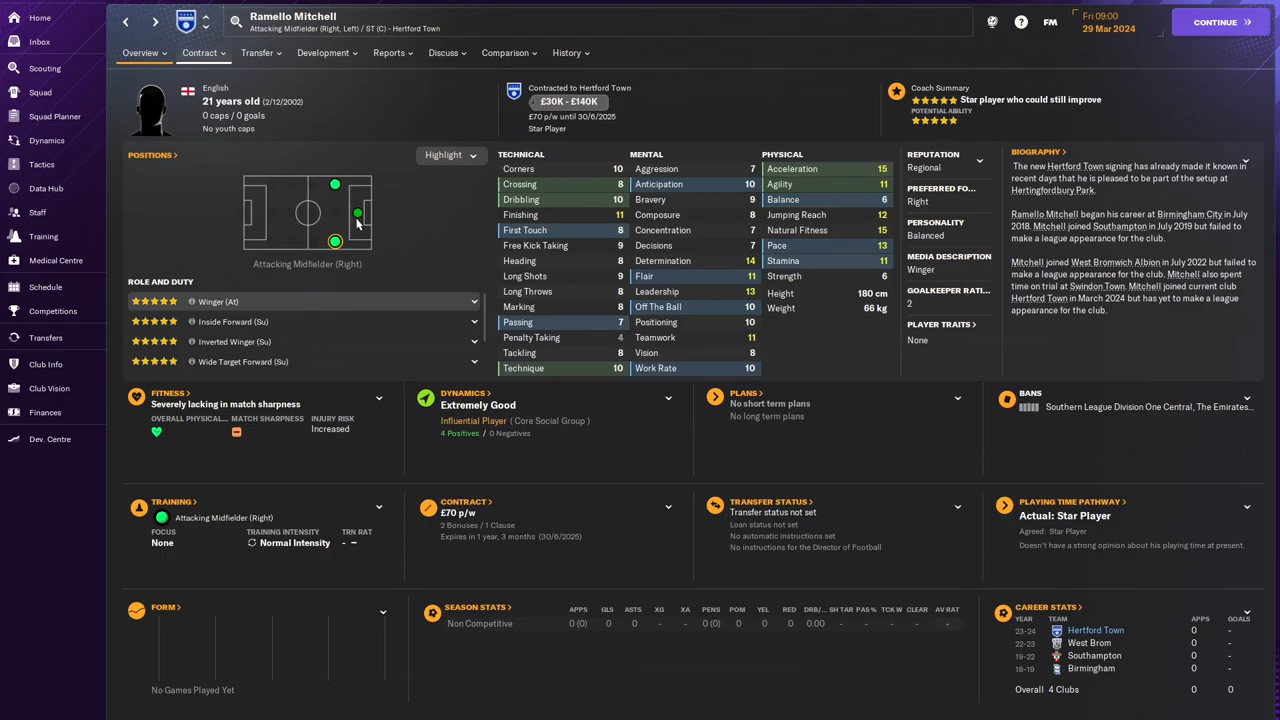 Home
Inbox
Scouting
Squad
Squad Planner
Dynamics
Tactics
Data Hub
Staff
Training
Medical Centre
Schedule
Competitions
Transfers
Club Info
Club Vision
Finances
Dev. Centre
Ramello Mitchell
Attacking Midfielder (Right, Left) / ST (C) - Hertford Town
FM
Fri 09:00
29 Mar 2024
CONTINUE
Overview
Contract
Transfer
Development
Reports
Discuss
Comparison
History
English
21 years old (2/12/2002)
0 caps / 0 goals
No youth caps
Contracted to Hertford Town
£30K - £140K
£70 p/w until 30/6/2025
Star Player
Coach Summary
Star player who could still improve
POTENTIAL ABILITY
POSITIONS >
Highlight
Attacking Midfielder (Right)
ROLE AND DUTY
Winger (At)
Inside Forward (Su)
Inverted Winger (Su)
Wide Target Forward (Su)
TECHNICAL
Corners 10
Crossing 8
Dribbling 10
Finishing 11
First Touch 8
Free Kick Taking 9
Heading 8
Long Shots 9
Long Throws 8
Marking 8
Passing 7
Penalty Taking 4
Tackling 8
Technique 10
MENTAL
Aggression 7
Anticipation 10
Bravery 9
Composure 8
Concentration 7
Decisions 7
Determination 14
Flair 11
Leadership 13
Off The Ball 10
Positioning 10
Teamwork 11
Vision 8
Work Rate 10
PHYSICAL
Acceleration 15
Agility 11
Balance 6
Jumping Reach 12
Natural Fitness 15
Pace 13
Stamina 11
Strength 6
Height 180 cm
Weight 66 kg
REPUTATION
Regional
PREFERRED FO...
Right
PERSONALITY
Balanced
MEDIA DESCRIPTION
Winger
GOALKEEPER RATI...
2
PLAYER TRAITS >
None
BIOGRAPHY >
The new Hertford Town signing has already made it known in
recent days that he is pleased to be part of the setup at
Hertingfordbury Park.
Ramello Mitchell began his career at Birmingham City in July
2018. Mitchell joined Southampton in July 2019 but failed to
make a league appearance for the club.
Mitchell joined West Bromwich Albion in July 2022 but failed to
make a league appearance for the club. Mitchell also spent
time on trial at Swindon Town. Mitchell joined current club
Hertford Town in March 2024 but has yet to make a league
appearance for the club.
FITNESS >
Severely lacking in match sharpness
OVERALL PHYSICAL... MATCH SHARPNESS INJURY RISK
Increased
DYNAMICS >
Extremely Good
Influential Player ( Core Social Group )
4 Positives / 0 Negatives
PLANS >
No short term plans
No long term plans
BANS
Southern League Division One Central, The Emirates...
TRAINING >
Attacking Midfielder (Right)
FOCUS TRAINING INTENSITY TRN RAT
None Normal Intensity - -
CONTRACT >
£70 p/w
2 Bonuses / 1 Clause
Expires in 1 year, 3 months (30/6/2025)
TRANSFER STATUS >
Transfer status not set
Loan status not set
No automatic instructions set
No instructions for the Director of Football
PLAYING TIME PATHWAY >
Actual: Star Player
Agreed: Star Player
Doesn't have a strong opinion about his playing time at present.
FORM >
No Games Played Yet
SEASON STATS > APPS GLS ASTS XG XA PENS POM YEL RED DRB/... SH TAR PAS % TCK W CLEAR AV RAT
Non Competitive 0 (0) 0 0 - - 0 (0) 0 0 0 0.00 - - - - -
CAREER STATS >
YEAR TEAM APPS GOALS
23-24 Hertford Town 0 -
22-23 West Brom 0 -
19-22 Southampton 0 -
18-19 Birmingham 0 -
Overall 4 Clubs 0 0